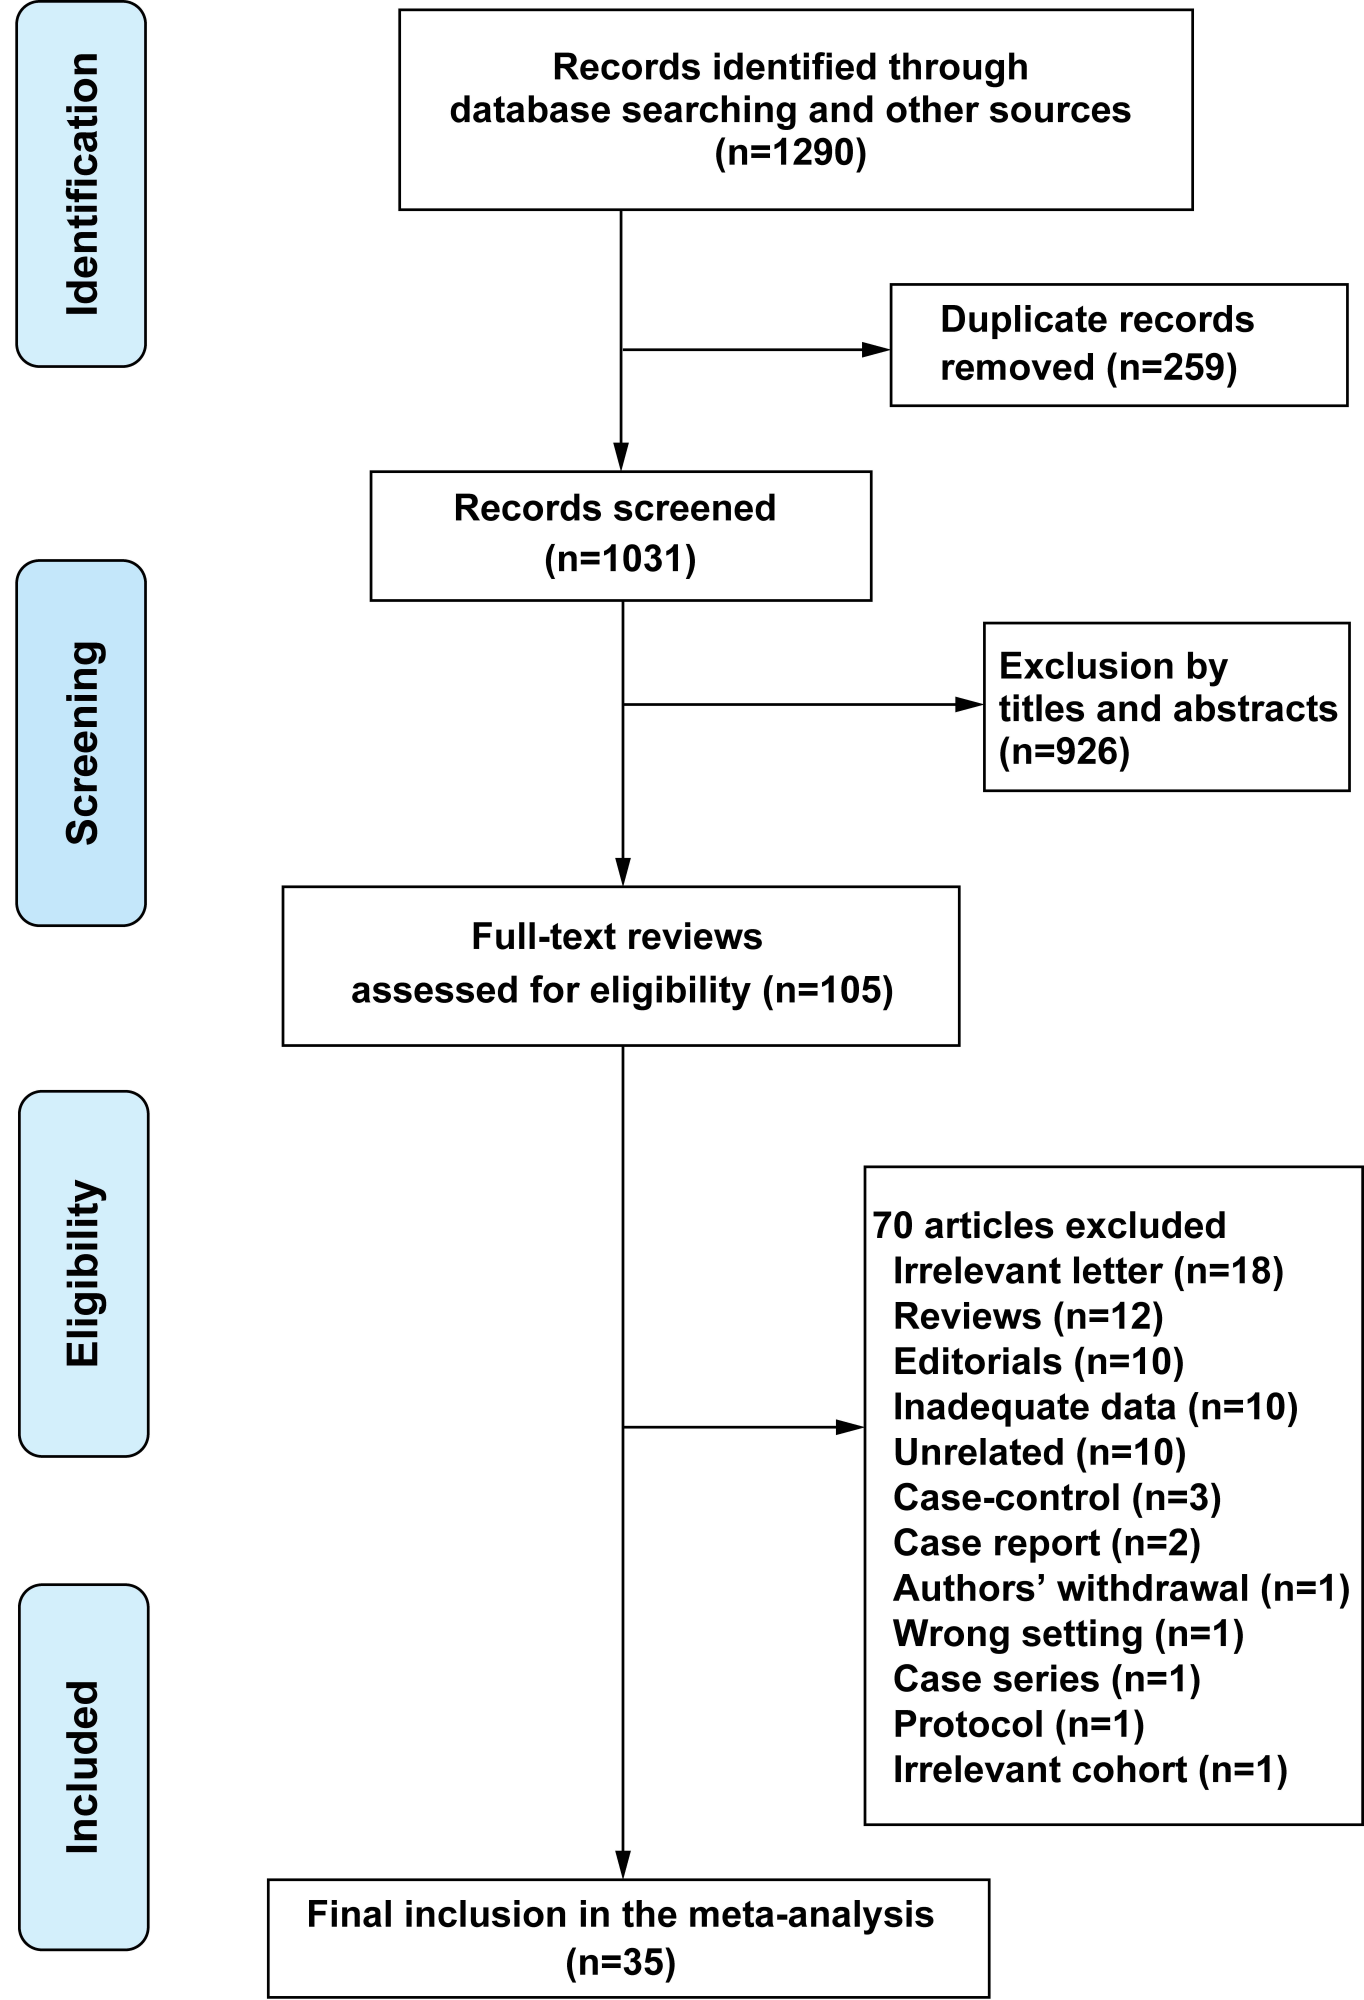 Identification
Records identified through
database searching and other sources
(n=1290)
Duplicate records
removed (n=259)
Screening
Records screened
(n=1031)
Exclusion by
titles and abstracts
(n=926)
Full-text reviews
assessed for eligibility (n=105)
Eligibility
70 articles excluded
Irrelevant letter (n=18)
Reviews (n=12)
Editorials (n=10)
Inadequate data (n=10)
Unrelated (n=10)
Case-control (n=3)
Case report (n=2)
Authors’ withdrawal (n=1)
Wrong setting (n=1)
Case series (n=1)
Protocol (n=1)
Irrelevant cohort (n=1)
Included
Final inclusion in the meta-analysis
(n=35)